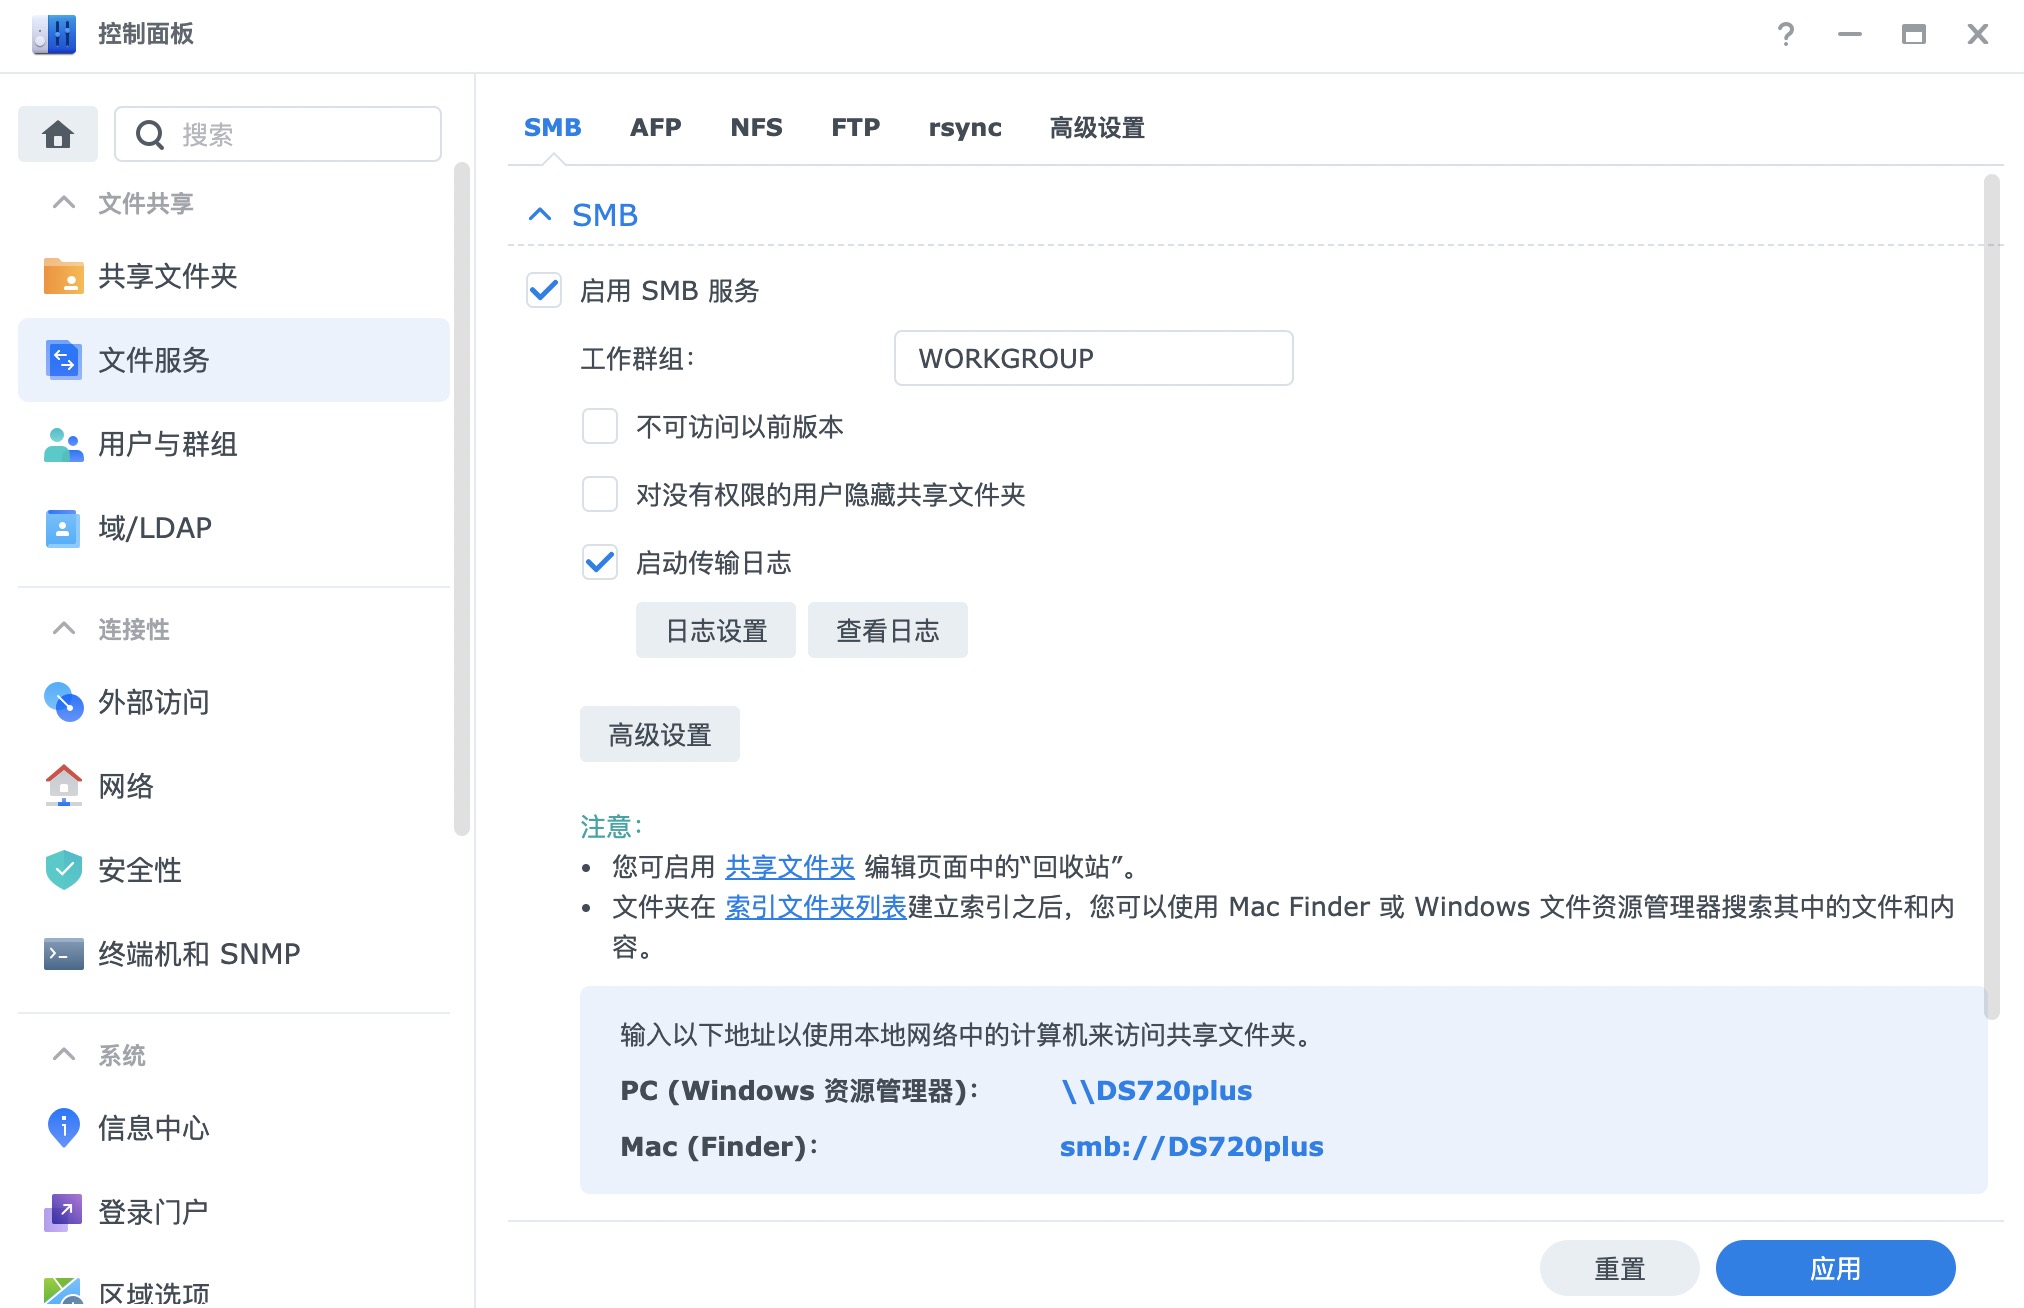 控制面板
搜索
文件共享
共享文件夹
文件服务
用户与群组
域/LDAP
连接性
外部访问
网络
安全性
终端机和 SNMP
系统
信息中心
登录门户
区域选项
SMB AFP NFS FTP rsync 高级设置
SMB
启用 SMB 服务
工作群组: WORKGROUP
不可访问以前版本
对没有权限的用户隐藏共享文件夹
启动传输日志
日志设置 查看日志
高级设置
注意:
• 您可启用 共享文件夹 编辑页面中的“回收站”。
• 文件夹在 索引文件夹列表建立索引之后，您可以使用 Mac Finder 或 Windows 文件资源管理器搜索其中的文件和内
容。
输入以下地址以使用本地网络中的计算机来访问共享文件夹。
PC (Windows 资源管理器): \\DS720plus
Mac (Finder): smb://DS720plus
重置 应用